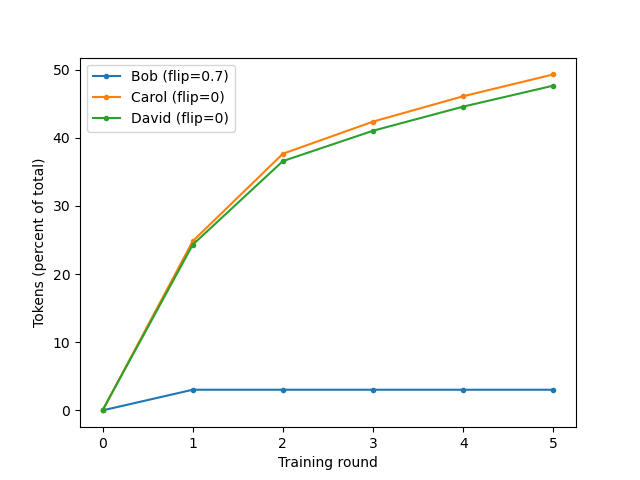 50
40
30
20
10
0
Tokens (percent of total)
Bob (flip=0.7)
Carol (flip=0)
David (flip=0)
0 1 2 3 4 5
Training round